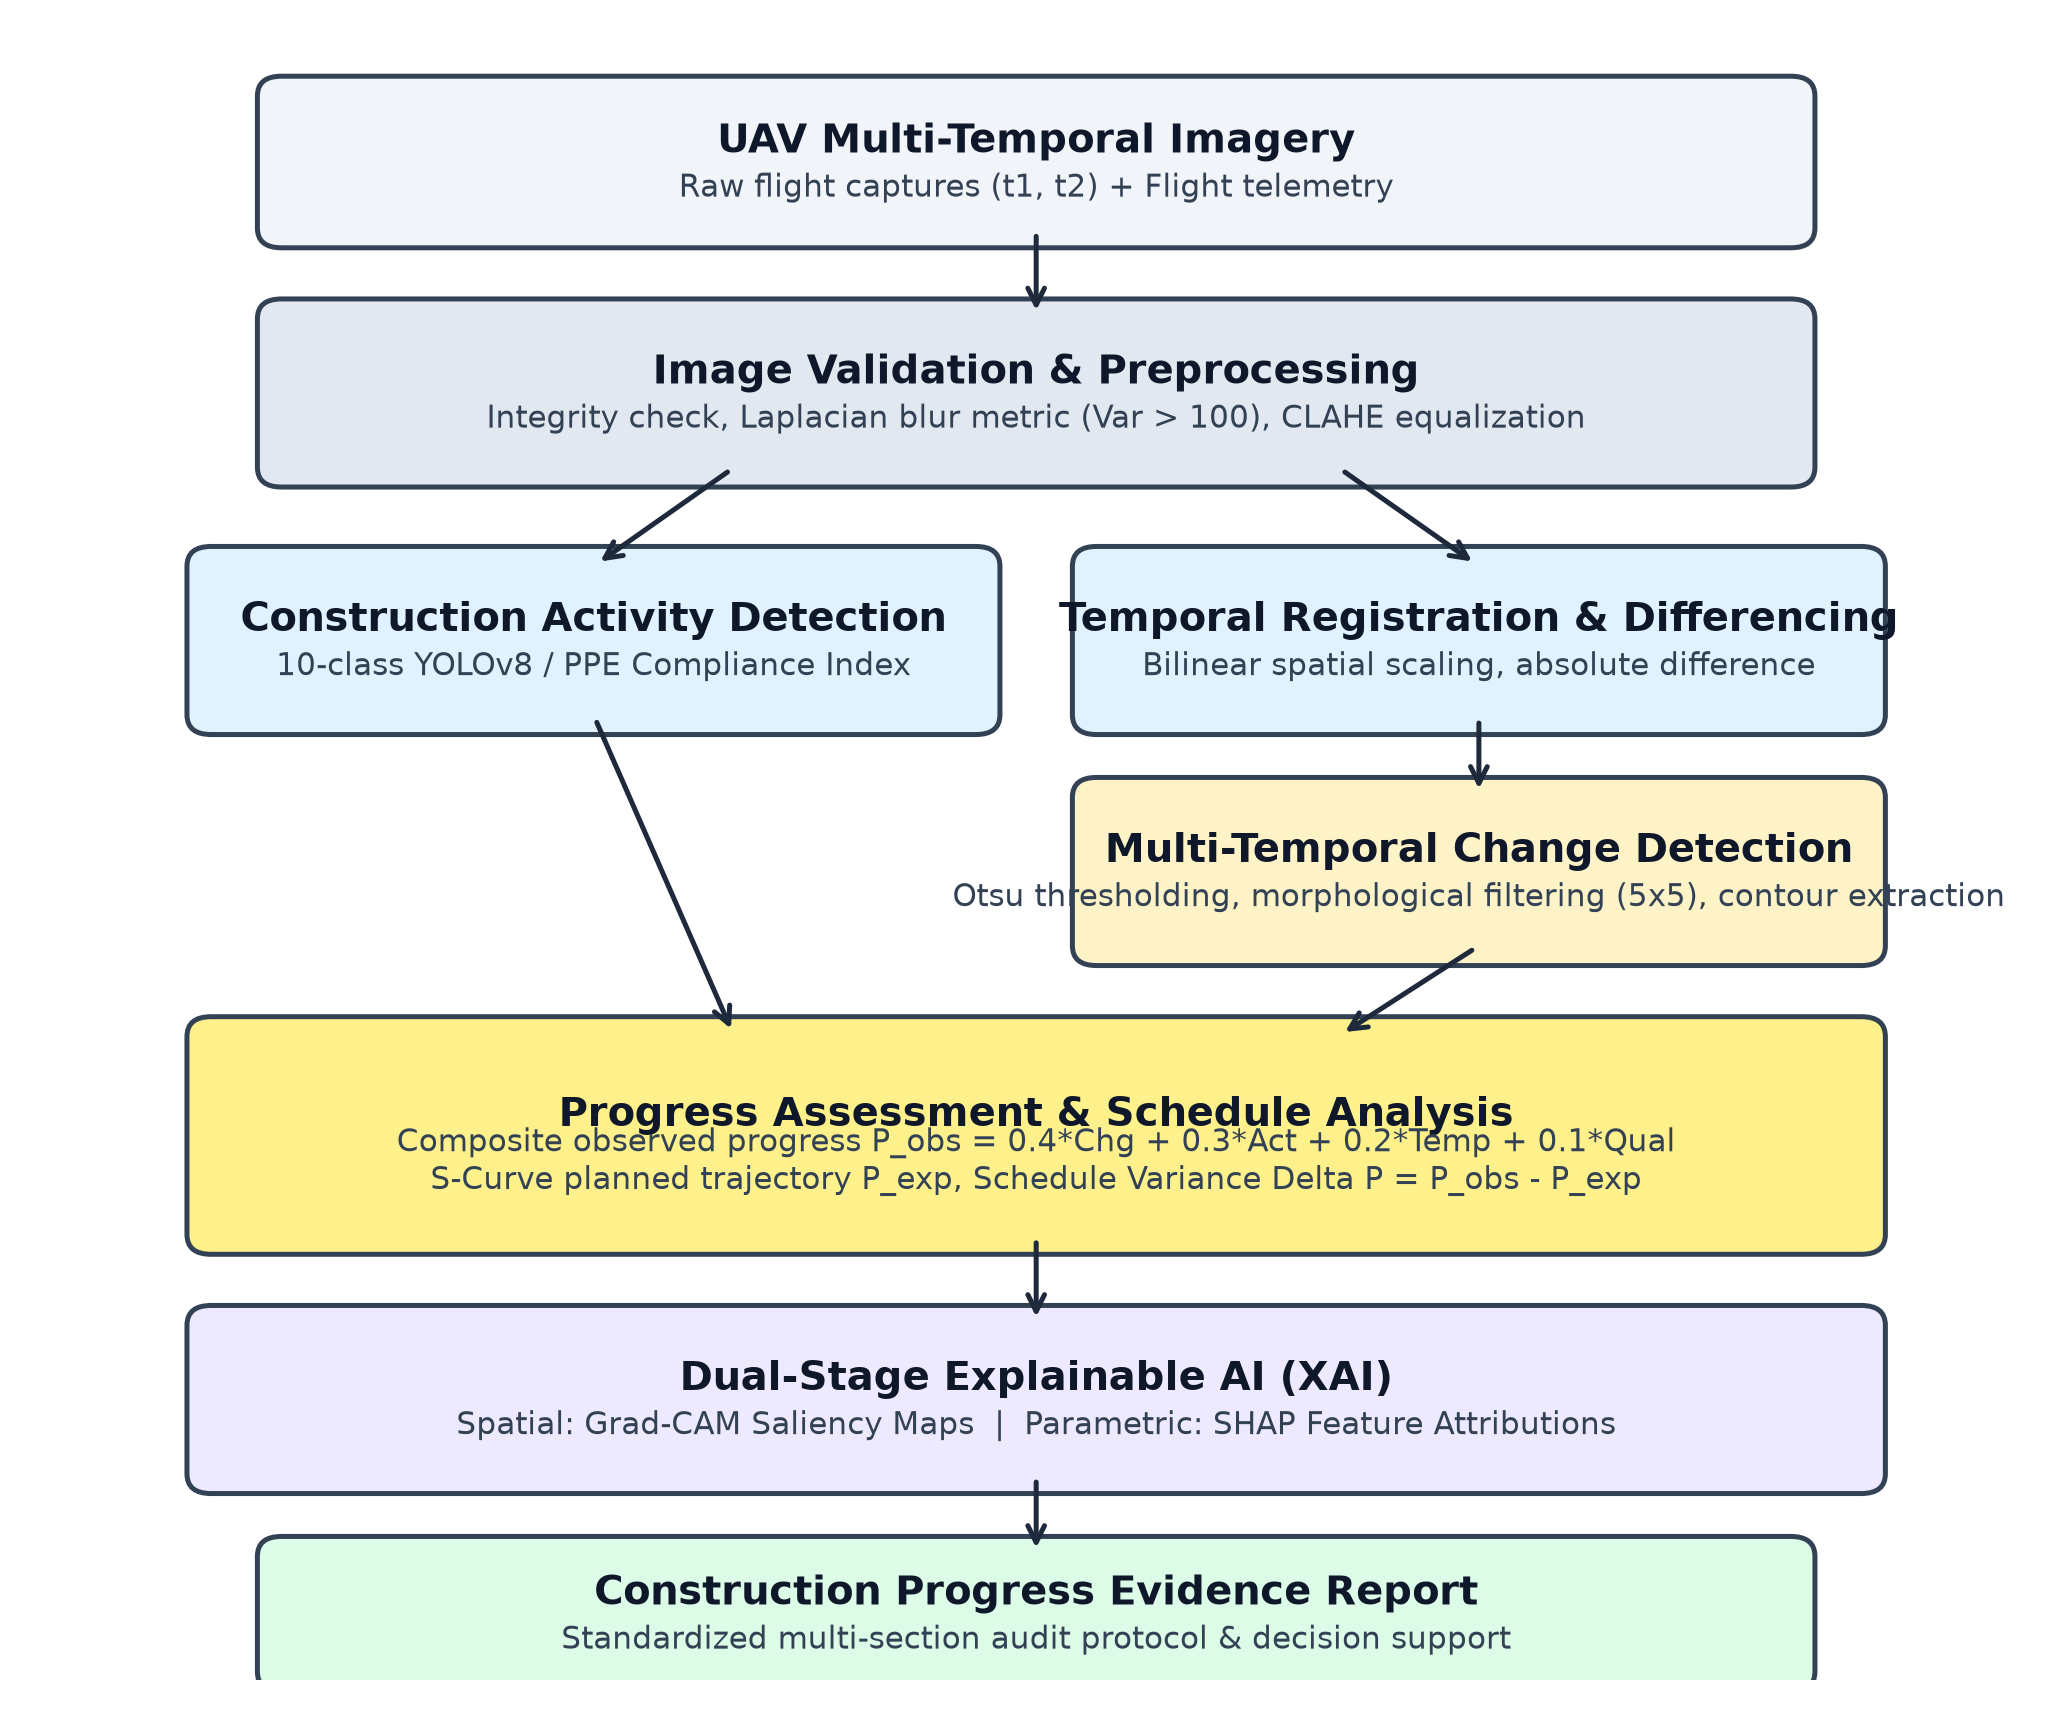 UAV Multi-Temporal Imagery
Raw flight captures (t1, t2) + Flight telemetry
Image Validation & Preprocessing
Integrity check, Laplacian blur metric (Var > 100), CLAHE equalization
Construction Activity Detection
10-class YOLOv8 / PPE Compliance Index
Temporal Registration & Differencing
Bilinear spatial scaling, absolute difference
Multi-Temporal Change Detection
Otsu thresholding, morphological filtering (5x5), contour extraction
Progress Assessment & Schedule Analysis
Composite observed progress P_obs = 0.4*Chg + 0.3*Act + 0.2*Temp + 0.1*Qual
S-Curve planned trajectory P_exp, Schedule Variance Delta P = P_obs - P_exp
Dual-Stage Explainable AI (XAI)
Spatial: Grad-CAM Saliency Maps | Parametric: SHAP Feature Attributions
Construction Progress Evidence Report
Standardized multi-section audit protocol & decision support